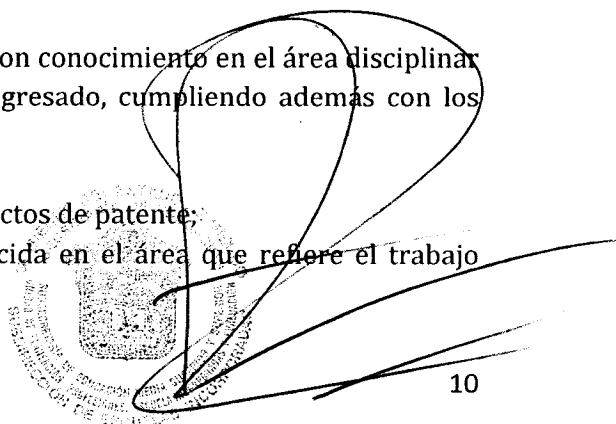 on conocimiento en el área disciplinar
gresado, cumpliendo además con los
ctos de patente;
cida en el área que refiere el trabajo
10